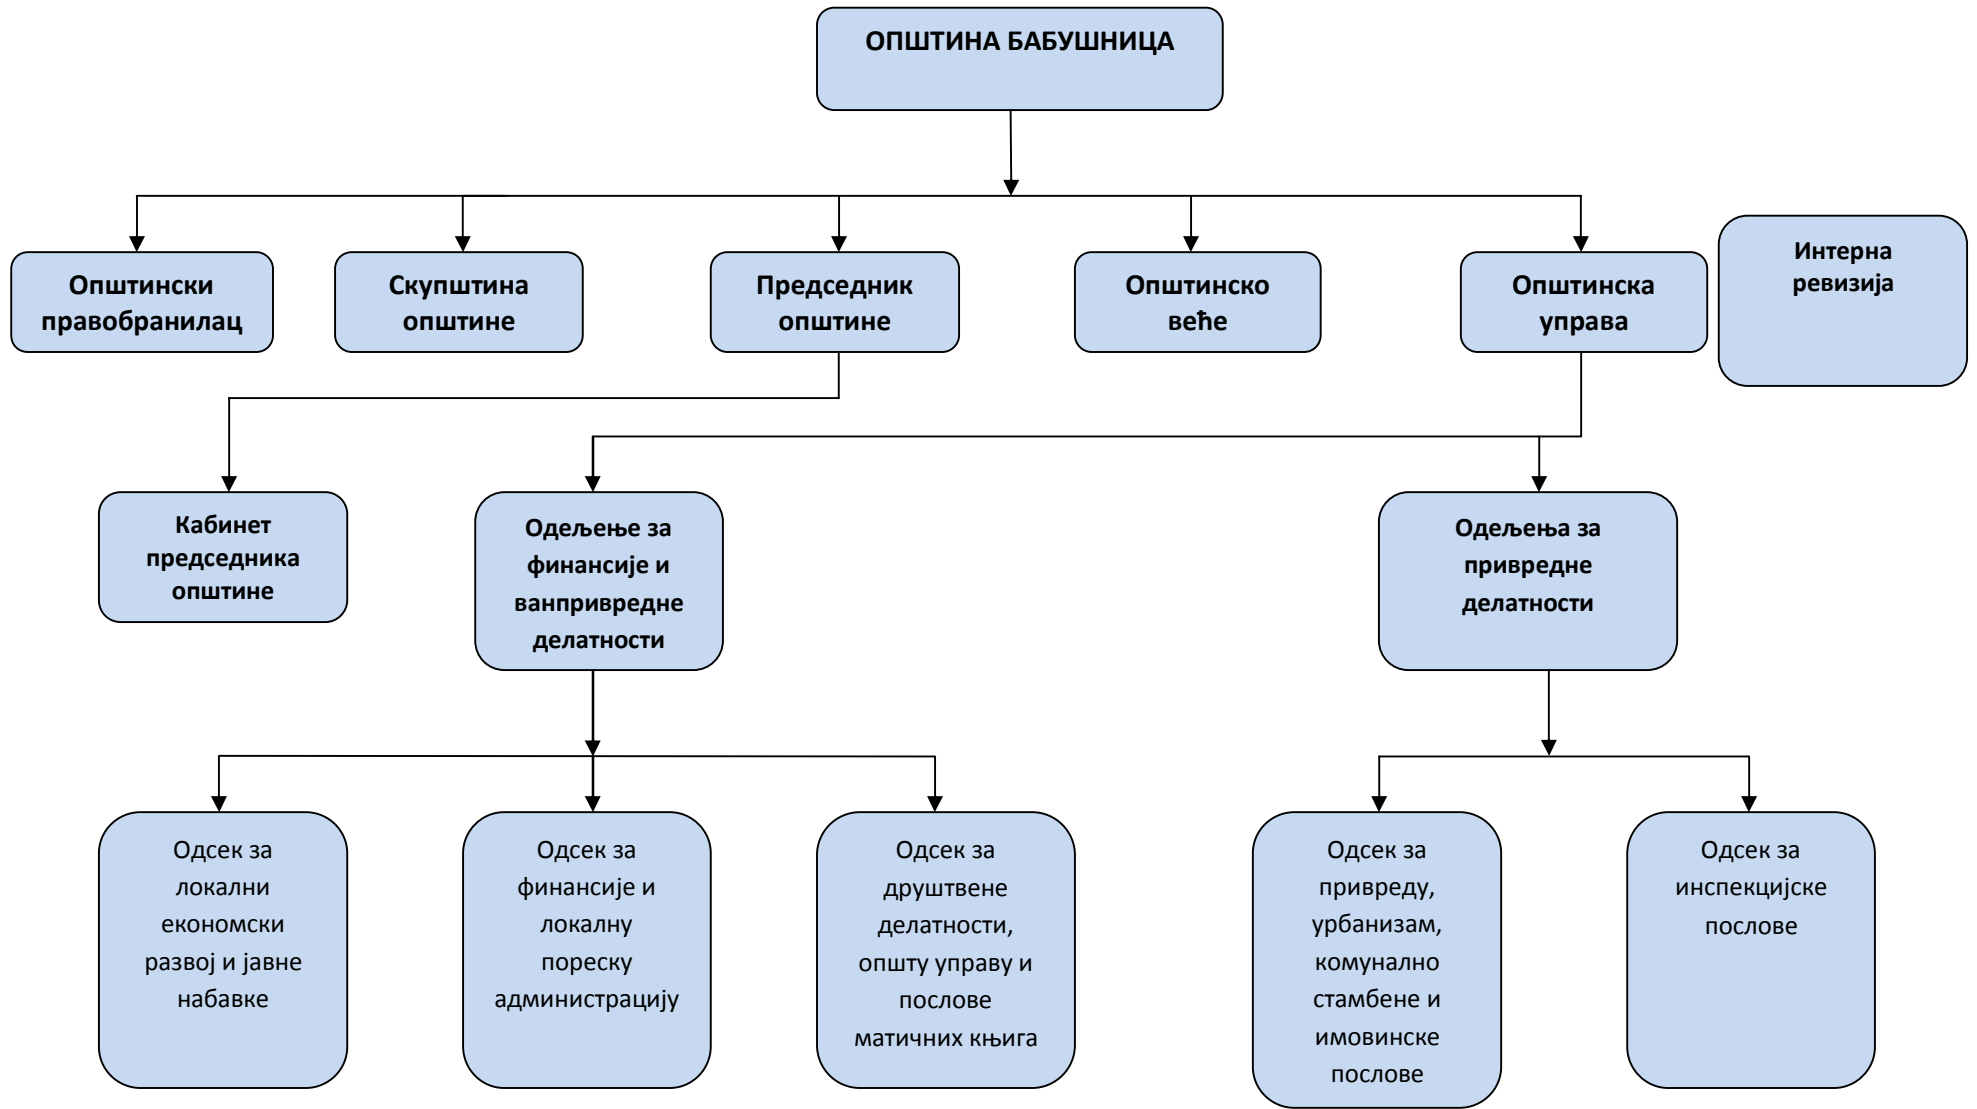 ОПШТИНА БАБУШНИЦА
Општински
правобранилац
Скупштина
општине
Председник
општине
Општинско
веће
Општинска
управа
Интерна
ревизија
Кабинет
председника
општине
Одељење за
финансије и
ванпривредне
делатности
Одељења за
привредне
делатности
Одсек за
локални
економски
развој и јавне
набавке
Одсек за
финансије и
локалну
пореску
администрацију
Одсек за
друштвене
делатности,
општу управу и
послове
матичних књига
Одсек за
привреду,
урбанизам,
комунално
стамбене и
имовинске
послове
Одсек за
инспекцијске
послове